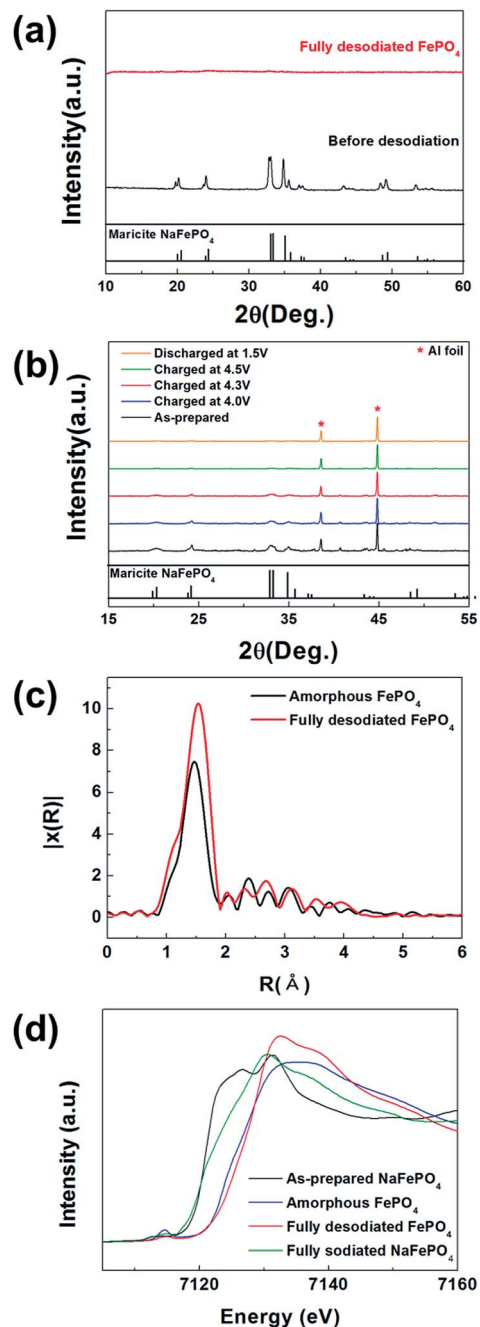 (a)
Fully desodiated FePO₄
Before desodiation
Maricite NaFePO₄
Intensity(a.u.)
10 20 30 40 50 60
2θ(Deg.)
(b)
Discharged at 1.5V
Charged at 4.5V
Charged at 4.3V
Charged at 4.0V
As-prepared
* Al foil
*
*
Maricite NaFePO₄
Intensity(a.u.)
15 25 35 45 55
2θ(Deg.)
(c)
Amorphous FePO₄
Fully desodiated FePO₄
|x(R)|
10
8
6
4
2
0
0 1 2 3 4 5 6
R(Å)
(d)
Intensity (a.u.)
As-prepared NaFePO₄
Amorphous FePO₄
Fully desodiated FePO₄
Fully sodiated NaFePO₄
7120 7140 7160
Energy (eV)